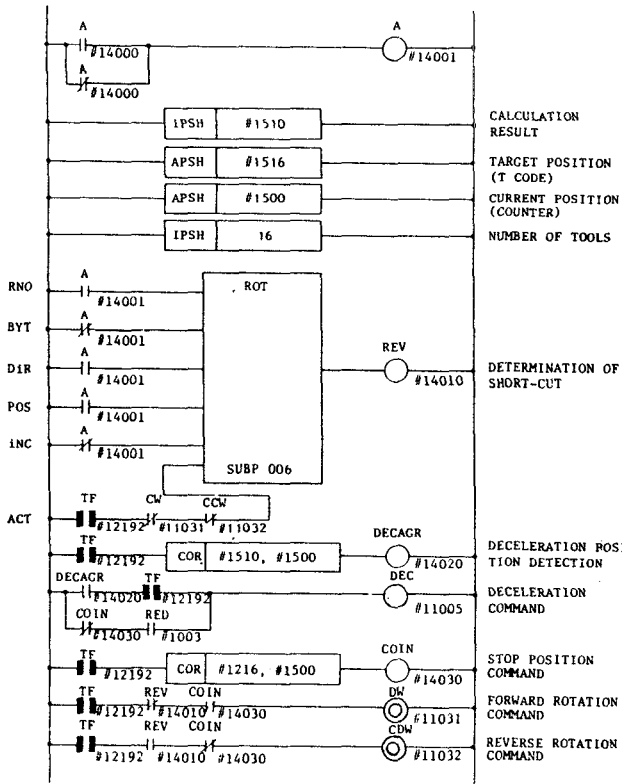 A A
#14000 #14001
A
#14000
IPSH #1510 CALCULATION
RESULT
APSH #1516 TARGET POSITION
(T CODE)
APSH #1500 CURRENT POSITION
(COUNTER)
IPSH 16 NUMBER OF TOOLS
A
RNO ROT
#14001
A
BYT
#14001 REV
A
DIR DETERMINATION OF
#14001 #14010 SHORT-CUT
A
POS
#14001
A
INC
#14001
SUBP 006
TF CW CCW
ACT
#12192 #11031 #11032
TF DECAGR
#12192 COR #1510, #1500 #14020 DECELERATION POSI
TION DETECTION
DECAGR TF DEC
#14020 #12192 #11005 DECELERATION
COMMAND
COIN RED
#14030 #1003
TF COIN STOP POSITION
#12192 COR #1216, #1500 #14030 COMMAND
TF REV COIN DW FORWARD ROTATION
#12192 #14010 #14030 #11031 COMMAND
TF REV COIN CDW REVERSE ROTATION
#12192 #14010 #14030 #11032 COMMAND